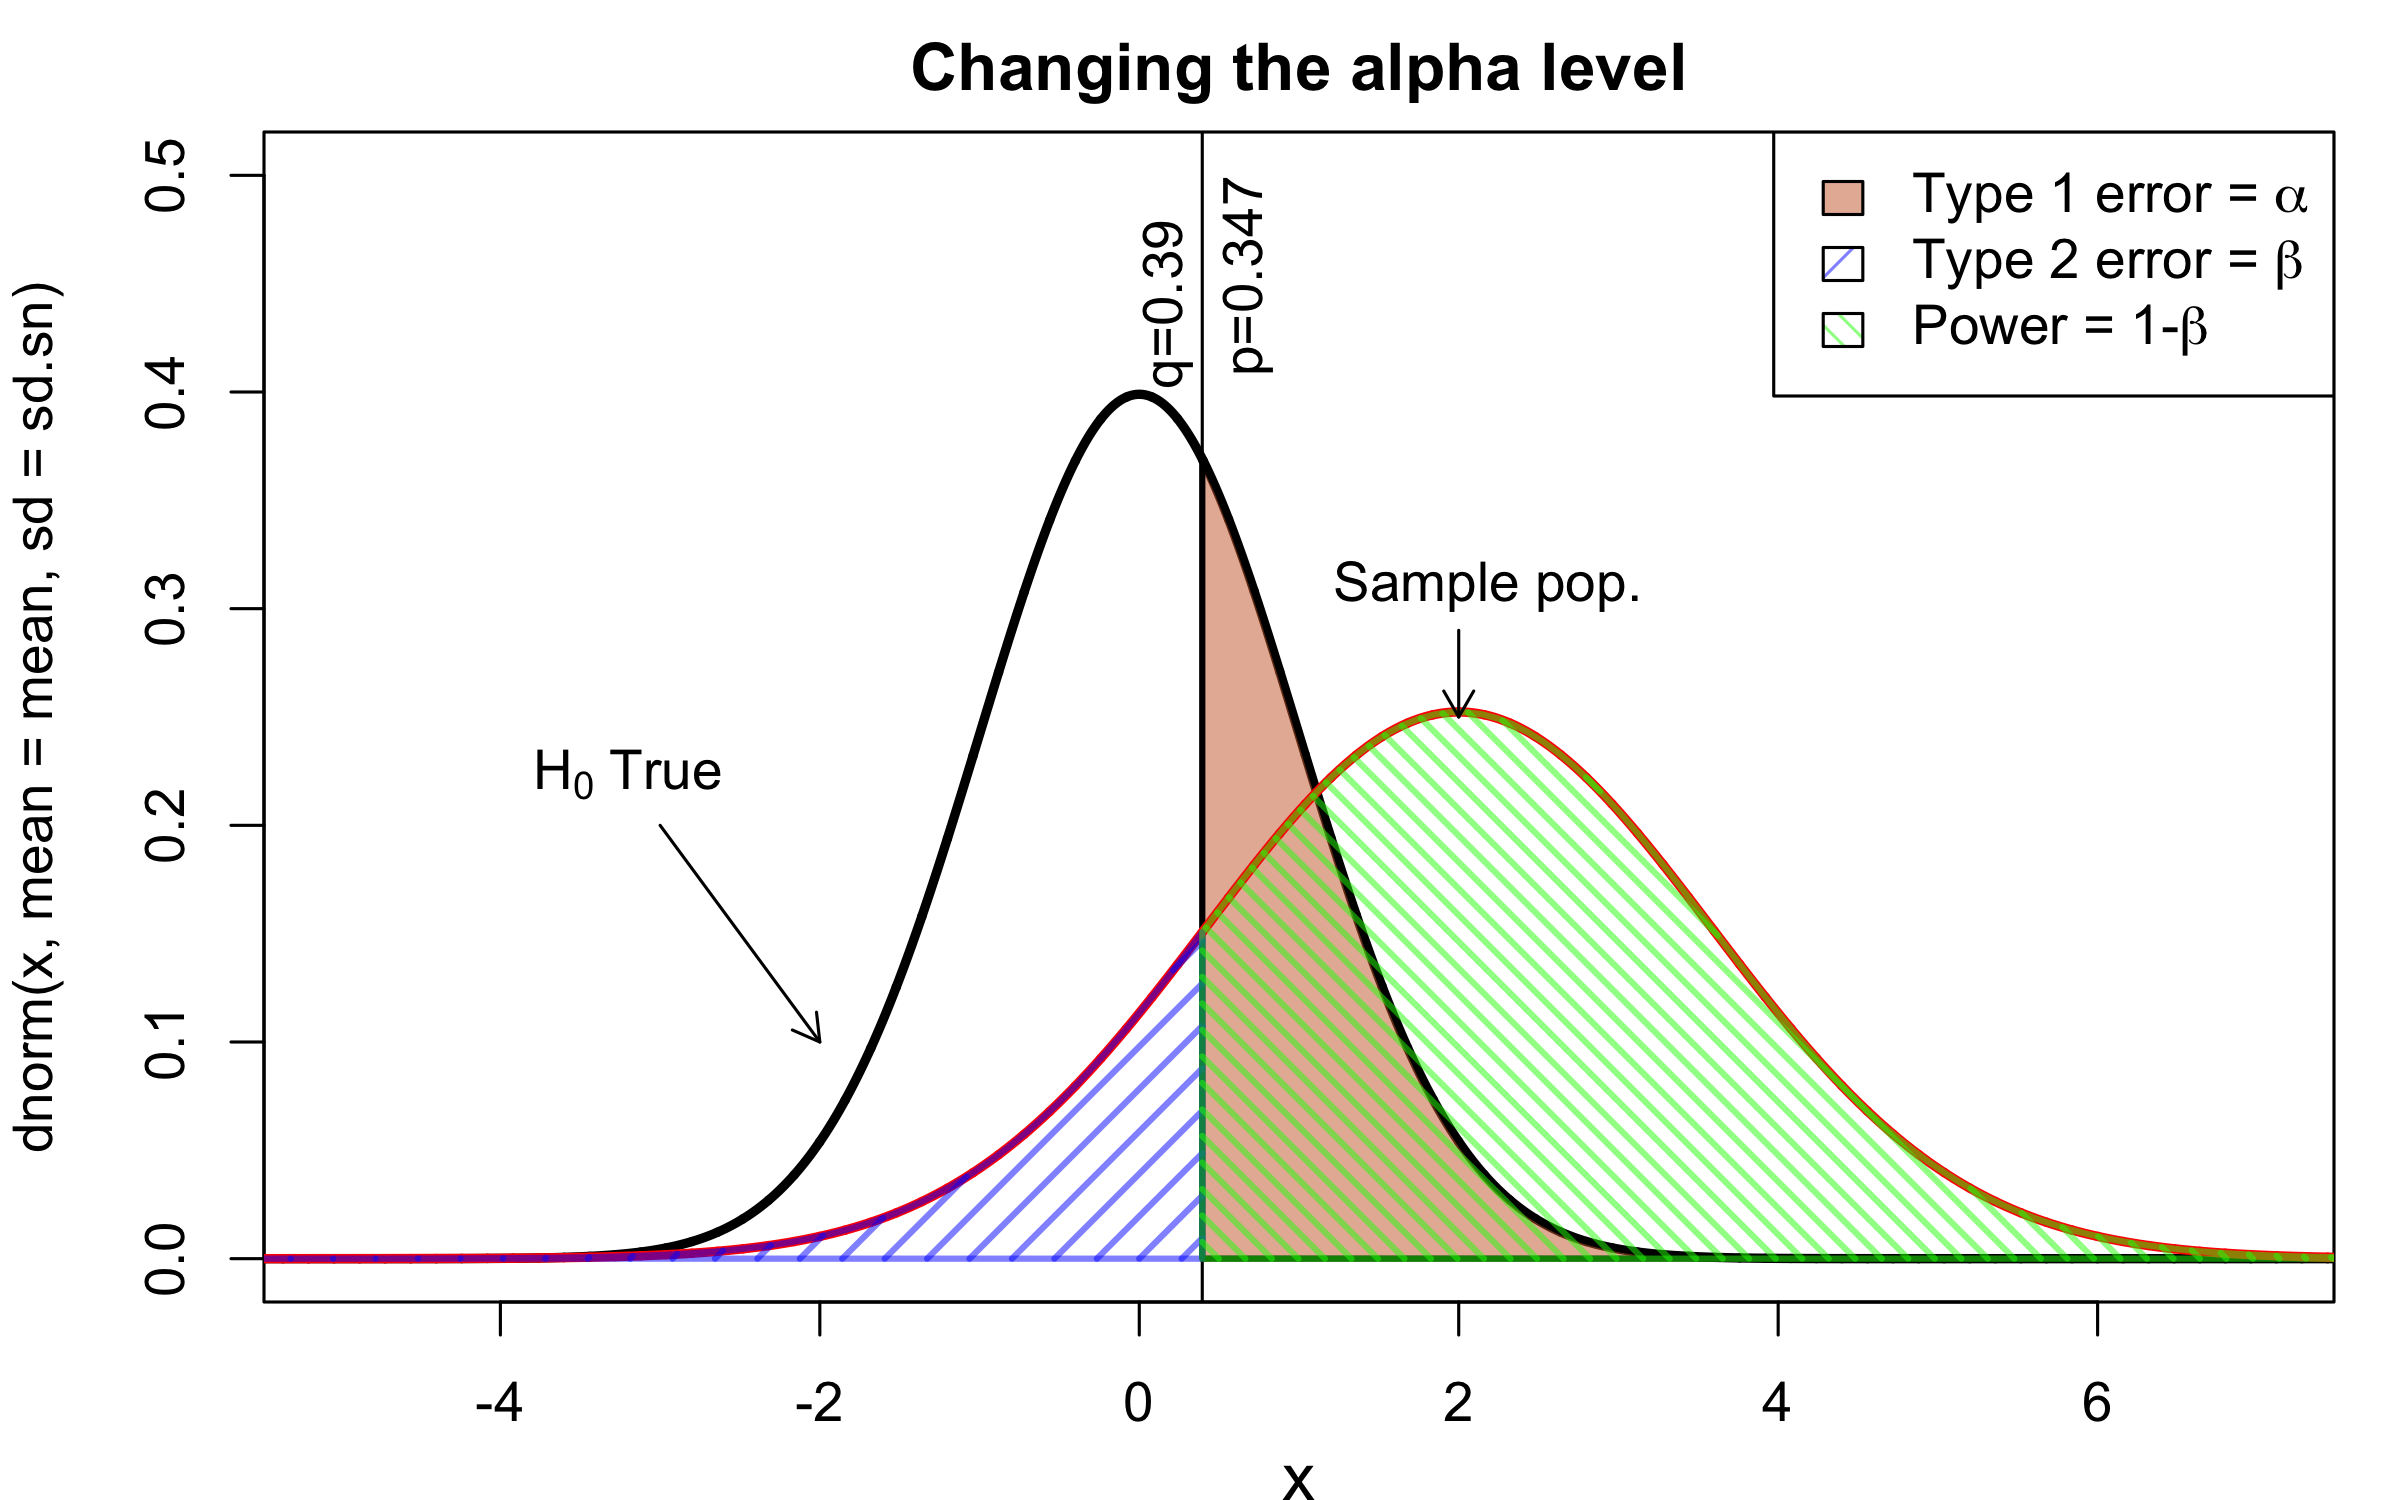 Changing the alpha level
dnorm(x, mean = mean, sd = sd.sn)
0.5
0.4
0.3
0.2
0.1
0.0
q=0.39
p=0.347
Type 1 error = α
Type 2 error = β
Power = 1-β
Sample pop.
H₀ True
-4
-2
0
2
4
6
x